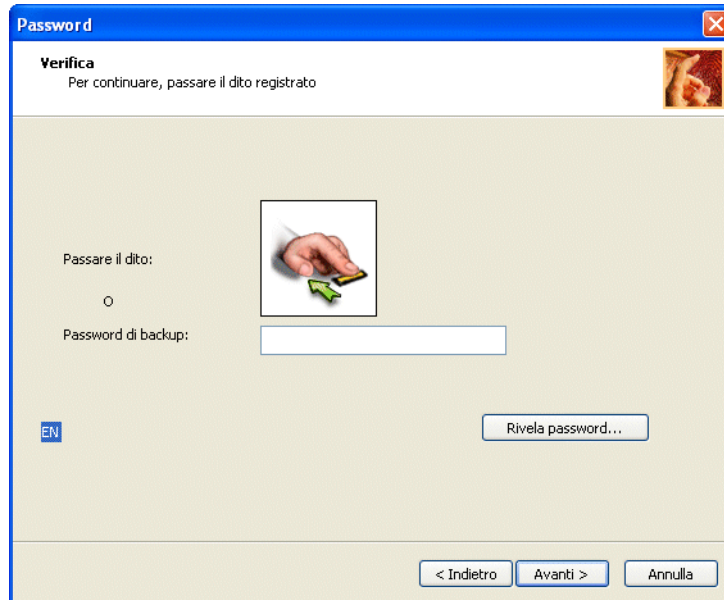 Password
Verifica
Per continuare, passare il dito registrato
Passare il dito:
O
Password di backup:
EN
Rivela password...
< Indietro
Avanti >
Annulla